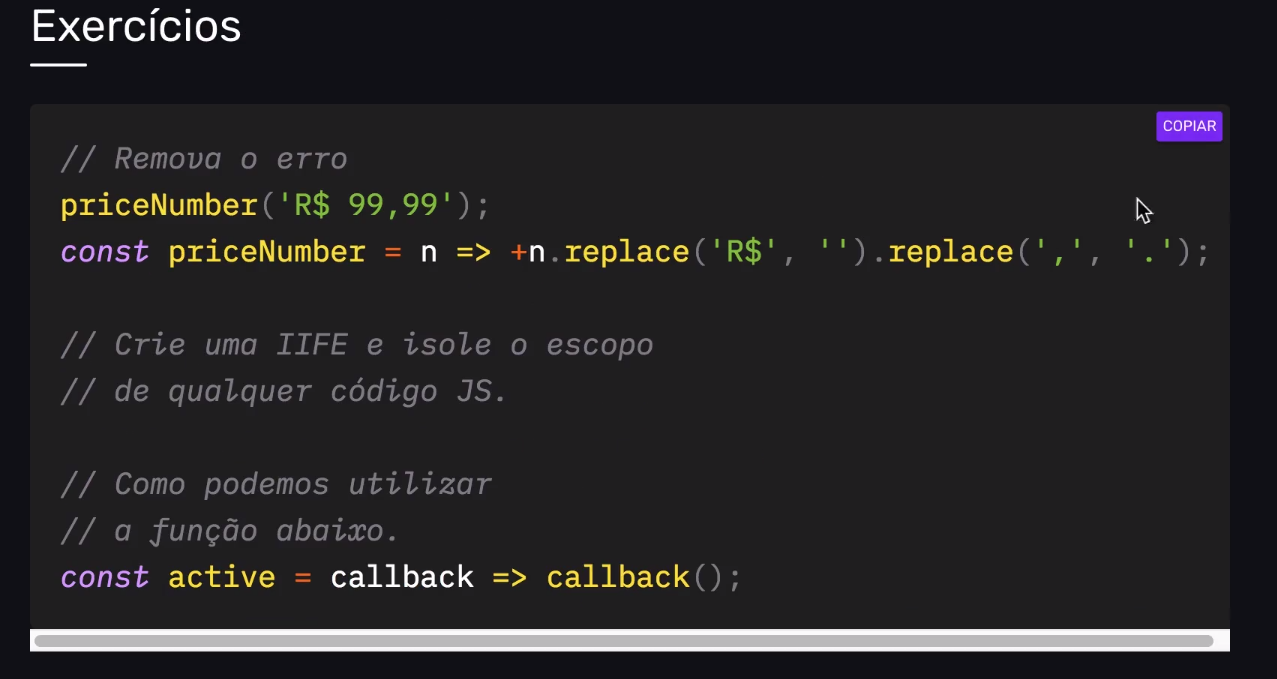 Exercícios
COPIAR
// Remova o erro
priceNumber('R$ 99,99');
const priceNumber = n => +n.replace('R$', '').replace(',', '.');
// Crie uma IIFE e isole o escopo
// de qualquer código JS.
// Como podemos utilizar
// a função abaixo.
const active = callback => callback();